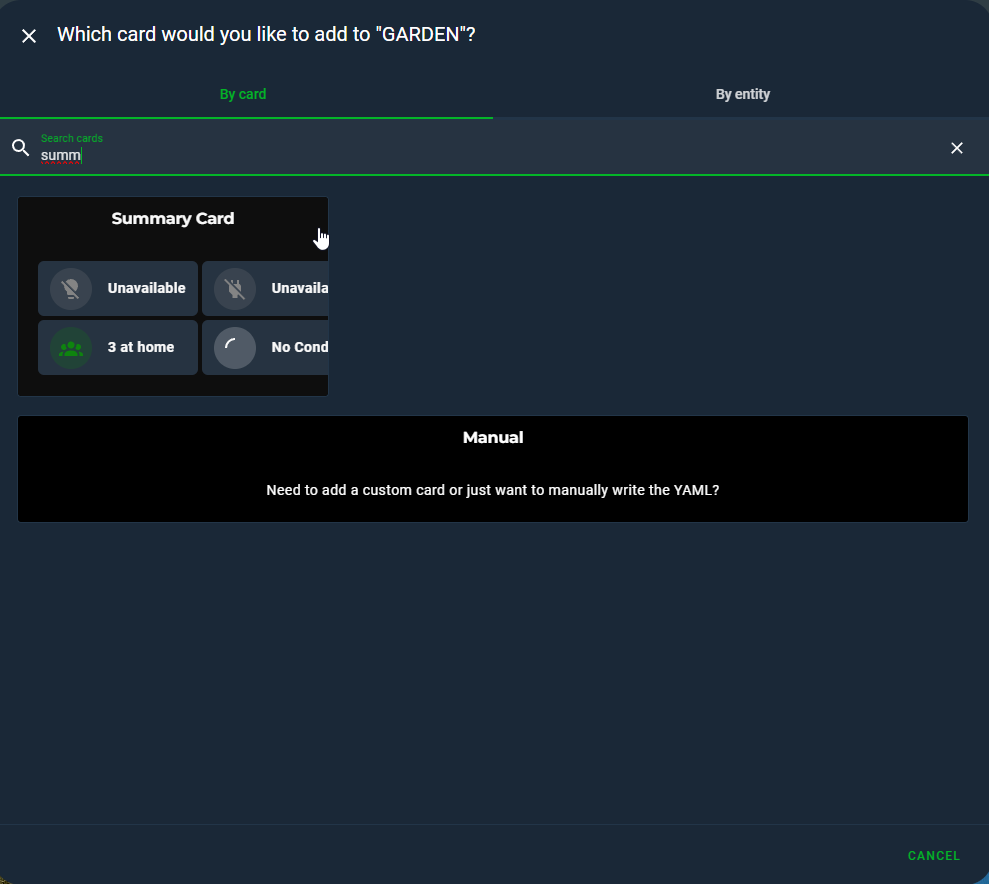 Which card would you like to add to "GARDEN"?
By card
By entity
Search cards
summ
Summary Card
Unavailable
Unavaila
3 at home
No Cond
Manual
Need to add a custom card or just want to manually write the YAML?
CANCEL